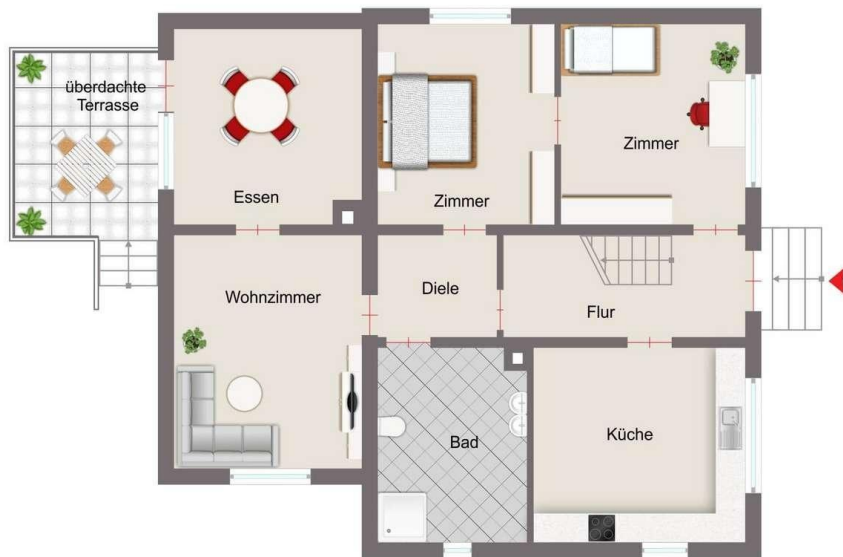 überdachte
Terrasse
Essen
Zimmer
Zimmer
Wohnzimmer
Diele
Flur
Bad
Küche